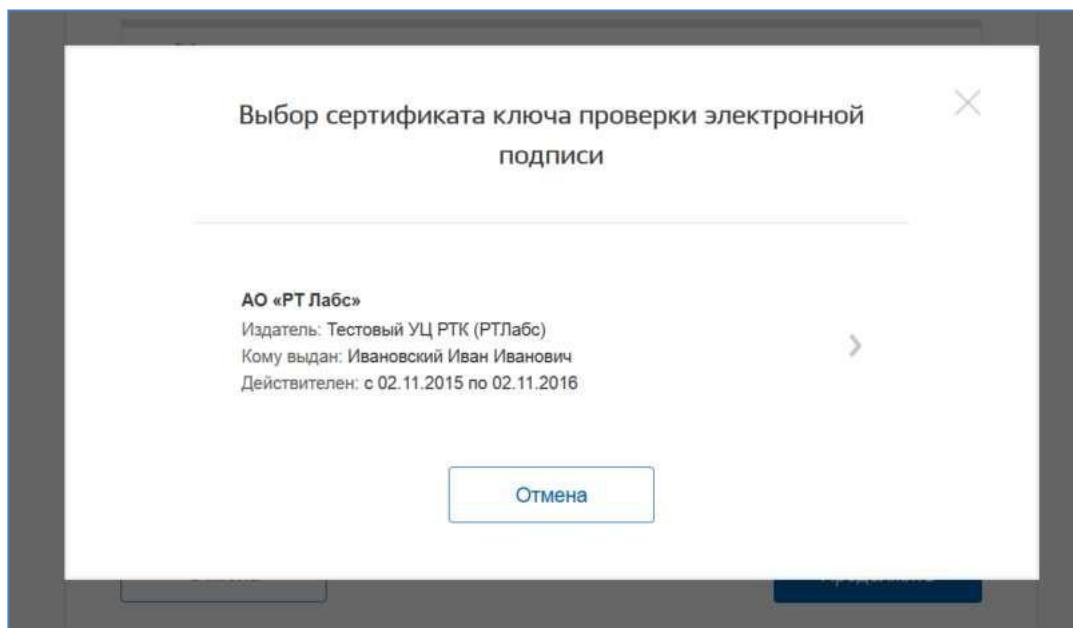 Выбор сертификата ключа проверки электронной
подписи
АО «РТ Лабс»
Издатель: Тестовый УЦ РТК (РТЛабс)
Кому выдан: Ивановский Иван Иванович
Действителен: с 02.11.2015 по 02.11.2016
Отмена